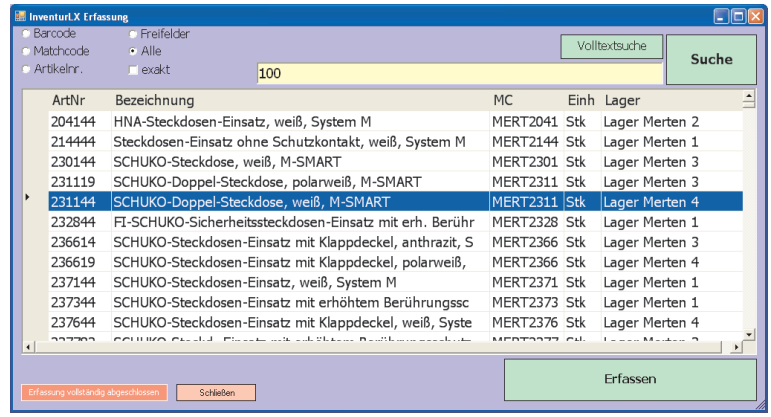 InventurLX Erfassung
Barcode Freifelder
Matchcode Alle
Artikelnr. exakt
100
Volltextsuche
Suche
ArtNr Bezeichnung MC Einh Lager
204144 HNA-Steckdosen-Einsatz, weiß, System M MERT2041 Stk Lager Merten 2
214444 Steckdosen-Einsatz ohne Schutzkontakt, weiß, System M MERT2144 Stk Lager Merten 1
230144 SCHUKO-Steckdose, weiß, M-SMART MERT2301 Stk Lager Merten 3
231119 SCHUKO-Doppel-Steckdose, polarweiß, M-SMART MERT2311 Stk Lager Merten 3
231144 SCHUKO-Doppel-Steckdose, weiß, M-SMART MERT2311 Stk Lager Merten 4
232844 FI-SCHUKO-Sicherheitssteckdosen-Einsatz mit erh. Berühr MERT2328 Stk Lager Merten 1
236614 SCHUKO-Steckdosen-Einsatz mit Klappdeckel, anthrazit, S MERT2366 Stk Lager Merten 3
236619 SCHUKO-Steckdosen-Einsatz mit Klappdeckel, polarweiß, MERT2366 Stk Lager Merten 4
237144 SCHUKO-Steckdosen-Einsatz, weiß, System M MERT2371 Stk Lager Merten 1
237344 SCHUKO-Steckdosen-Einsatz mit erhöhtem Berührungssc MERT2373 Stk Lager Merten 1
237644 SCHUKO-Steckdosen-Einsatz mit Klappdeckel, weiß, Syste MERT2376 Stk Lager Merten 4
Erfassen
Erfassung vollständig abgeschlossen Schließen